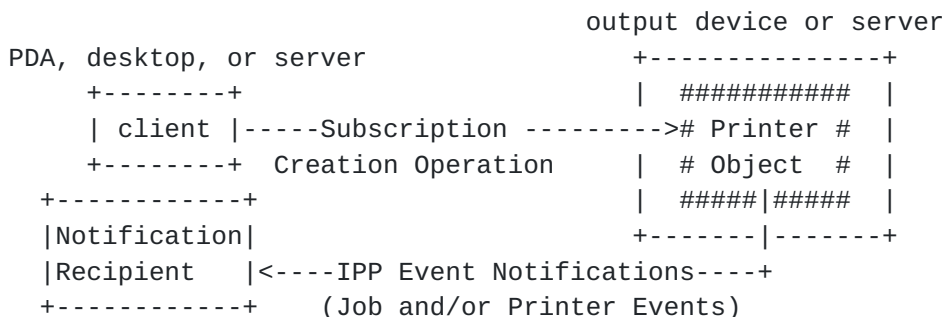 output device or server
PDA, desktop, or server              +---------------+
     +--------+                      |  ###########  |
     | client |-----Subscription ---------># Printer #  |
     +--------+  Creation Operation     |  # Object  #  |
  +------------+                      |  #####|#####  |
  |Notification|                      +-------|-------+
  |Recipient   |<----IPP Event Notifications----+
  +------------+    (Job and/or Printer Events)